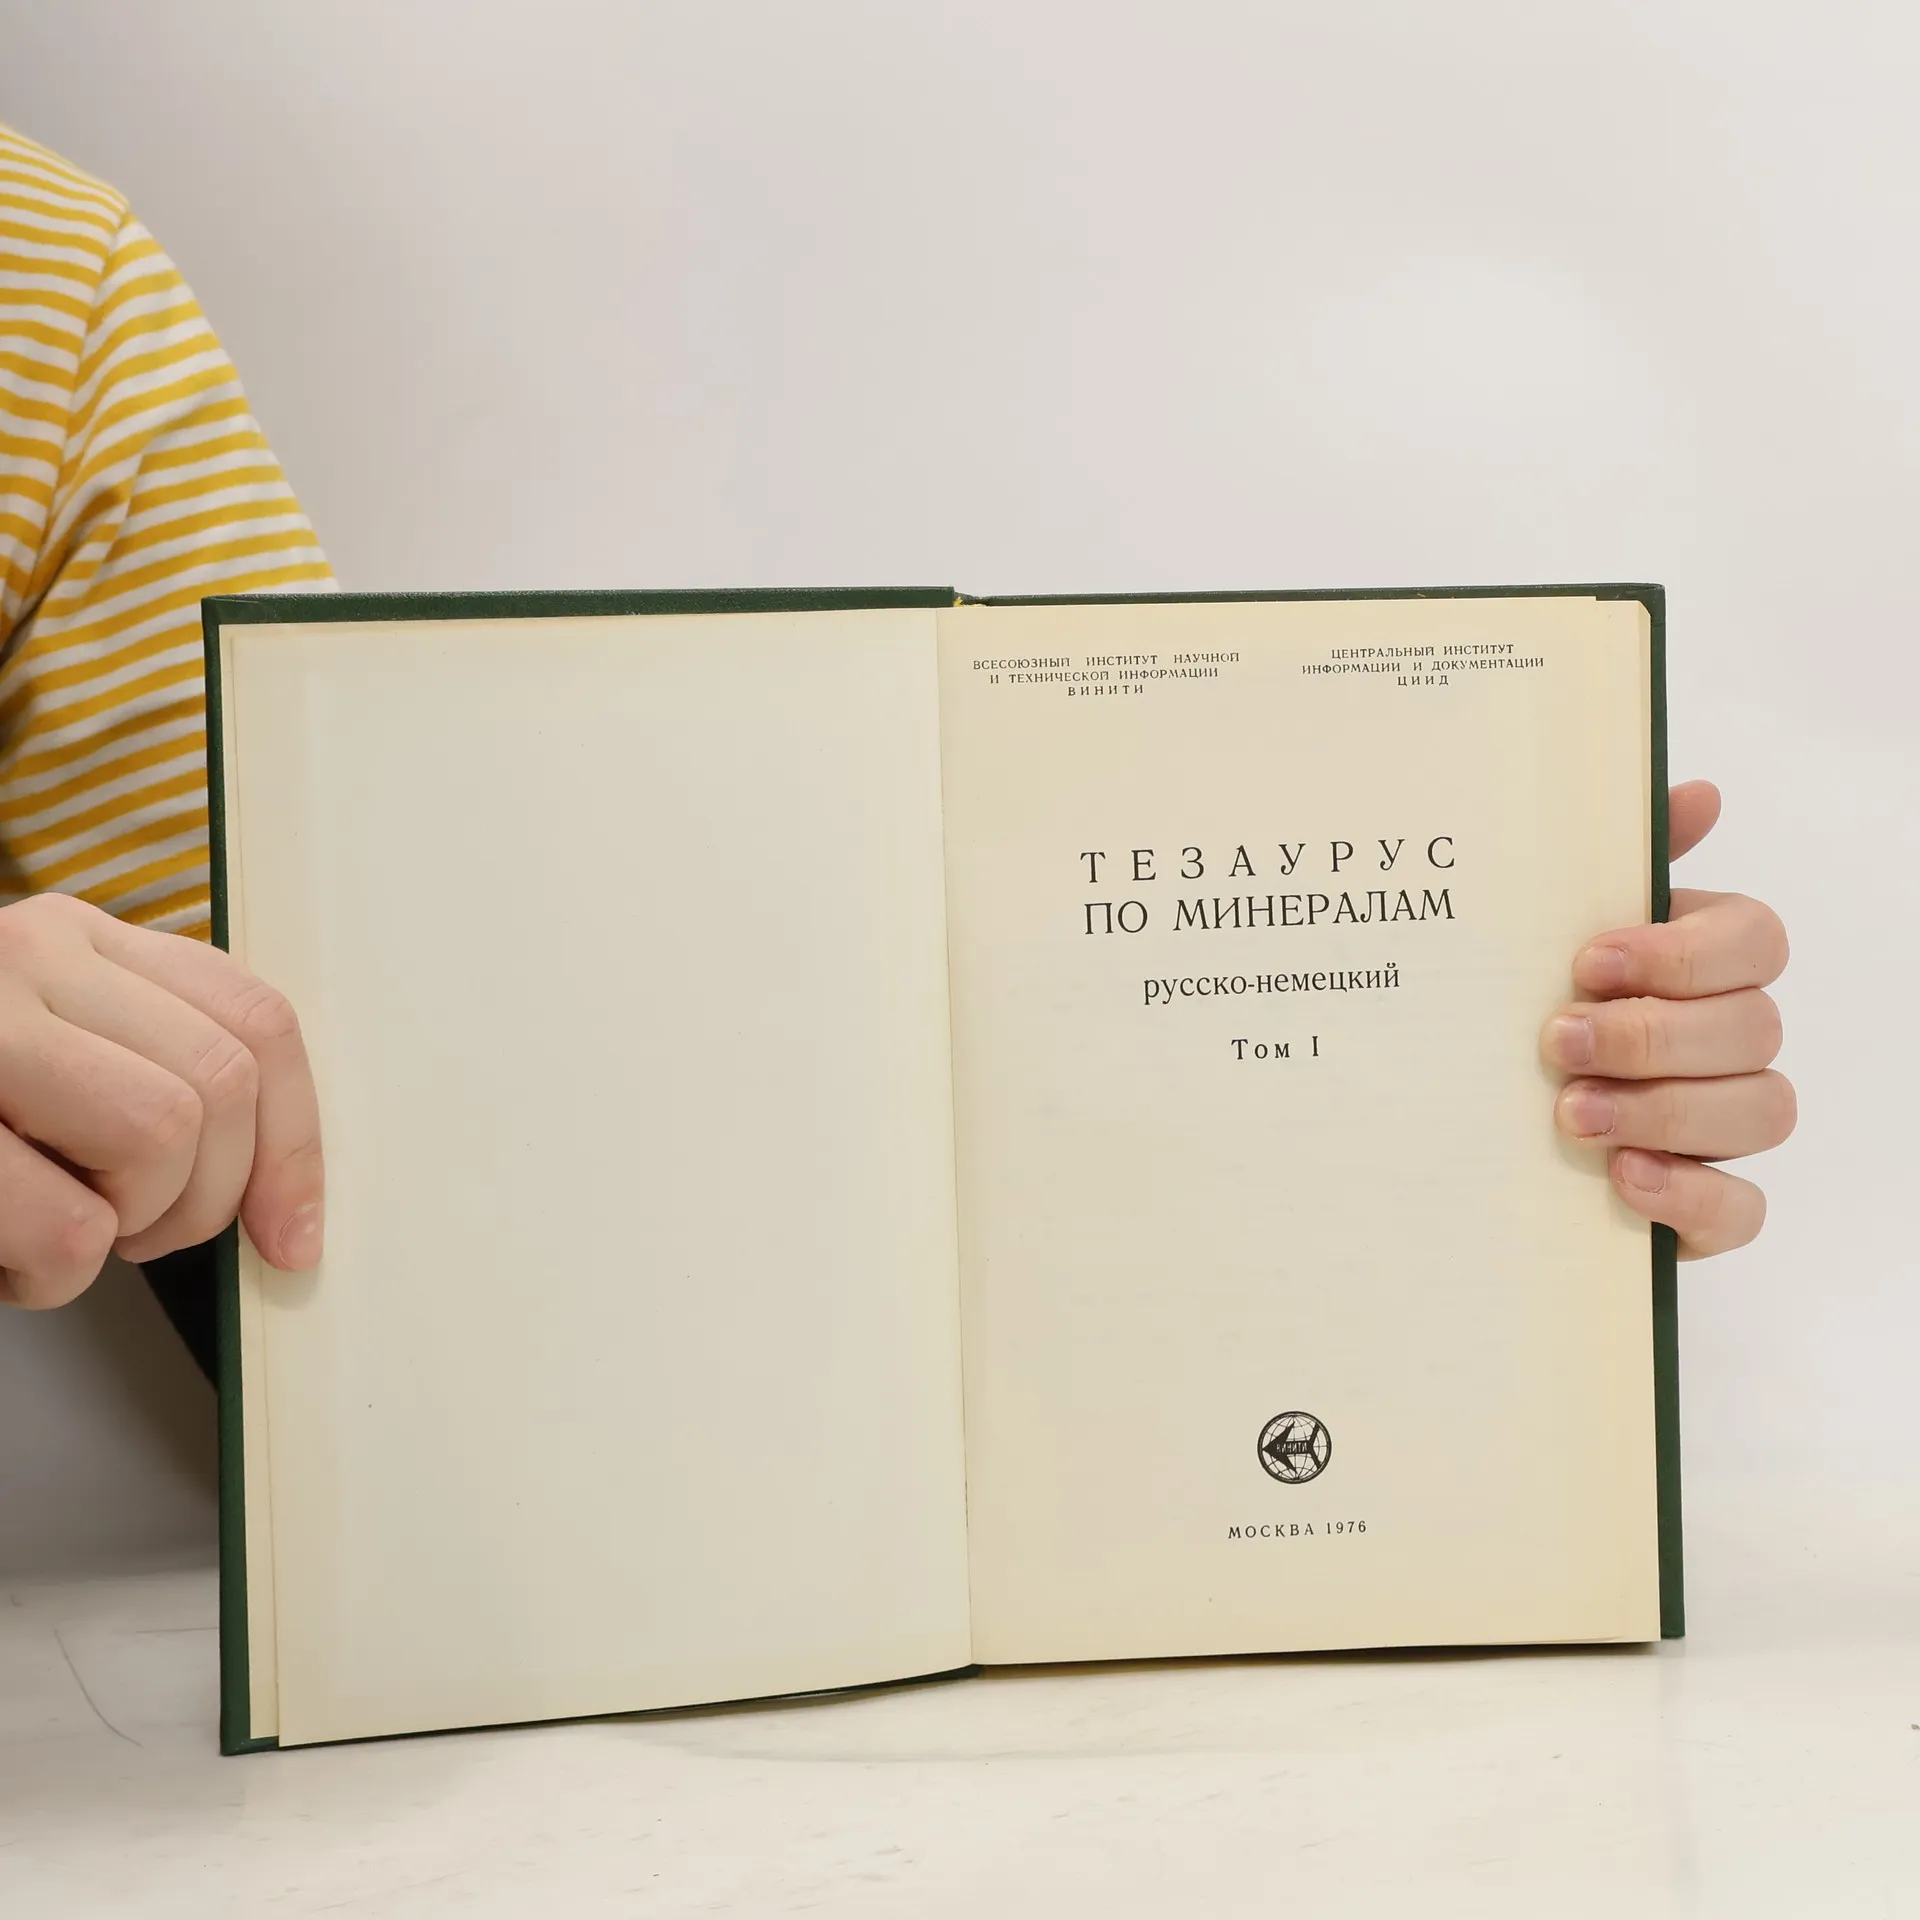 ВСЕСОЮЗНЫЙ ИНСТИТУТ НАУЧНОЙ
И ТЕХНИЧЕСКОЙ ИНФОРМАЦИИ
ВИНИТИ
ЦЕНТРАЛЬНЫЙ ИНСТИТУТ
ИНФОРМАЦИИ И ДОКУМЕНТАЦИИ
ЦИИД
ТЕЗАУРУС
ПО МИНЕРАЛАМ
русско-немецкий
Том I
ВИНИТИ
МОСКВА 1976